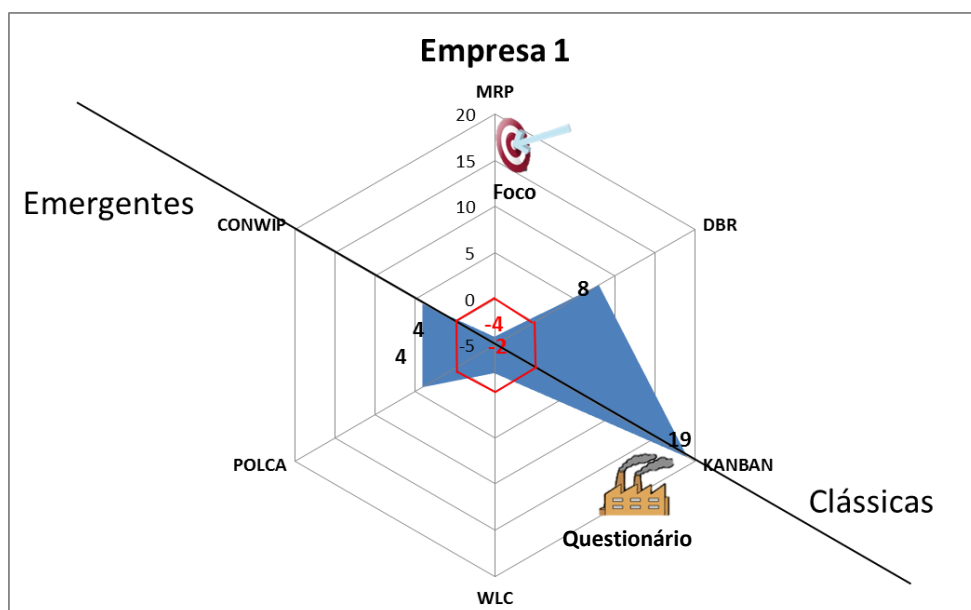 Empresa 1
MRP
20
15
Foco
Emergentes
10
CONWIP
DBR
5
8
0
-4
4
-5
-2
4
19
POLCA
KANBAN
Clássicas
Questionário
WLC